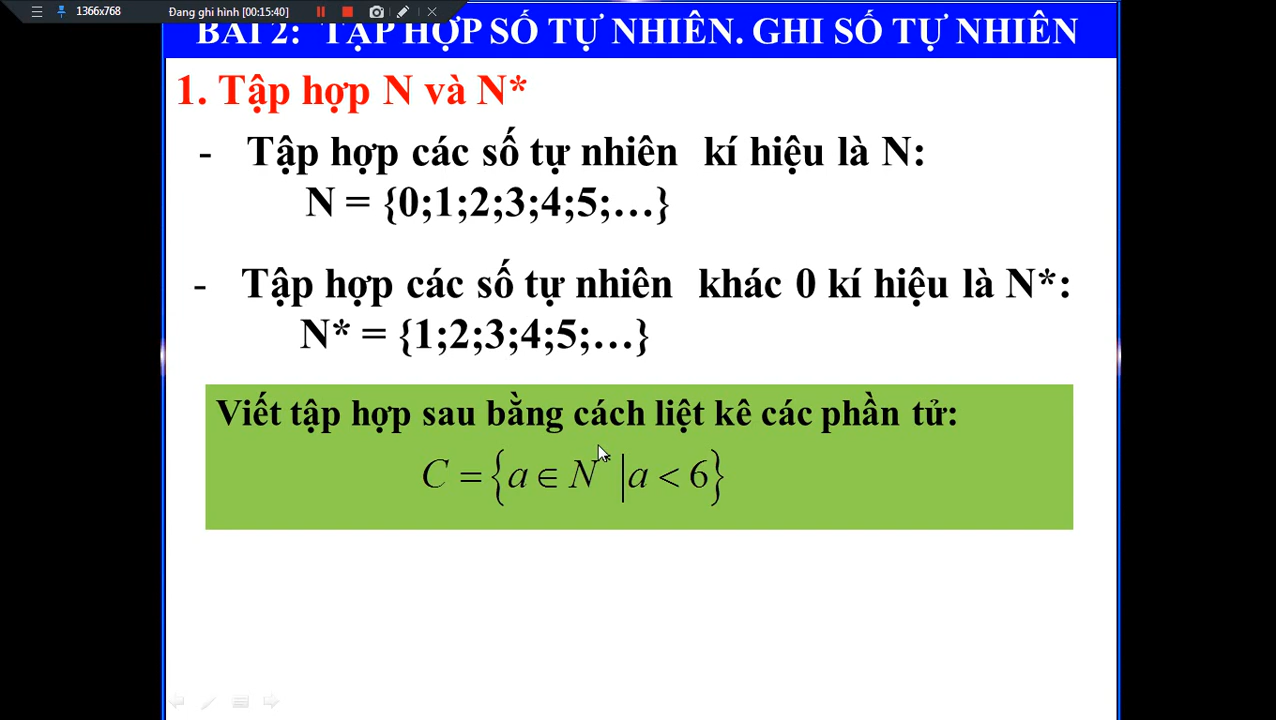 1366x768 Đang ghi hình [00:15:40]
BÀI 2: TẬP HỢP SỐ TỰ NHIÊN. GHI SỐ TỰ NHIÊN
1. Tập hợp N và N*
- Tập hợp các số tự nhiên kí hiệu là N:
N = {0;1;2;3;4;5;…}
- Tập hợp các số tự nhiên khác 0 kí hiệu là N*:
N* = {1;2;3;4;5;…}
Viết tập hợp sau bằng cách liệt kê các phần tử:
C = {a ∈ N* | a < 6}